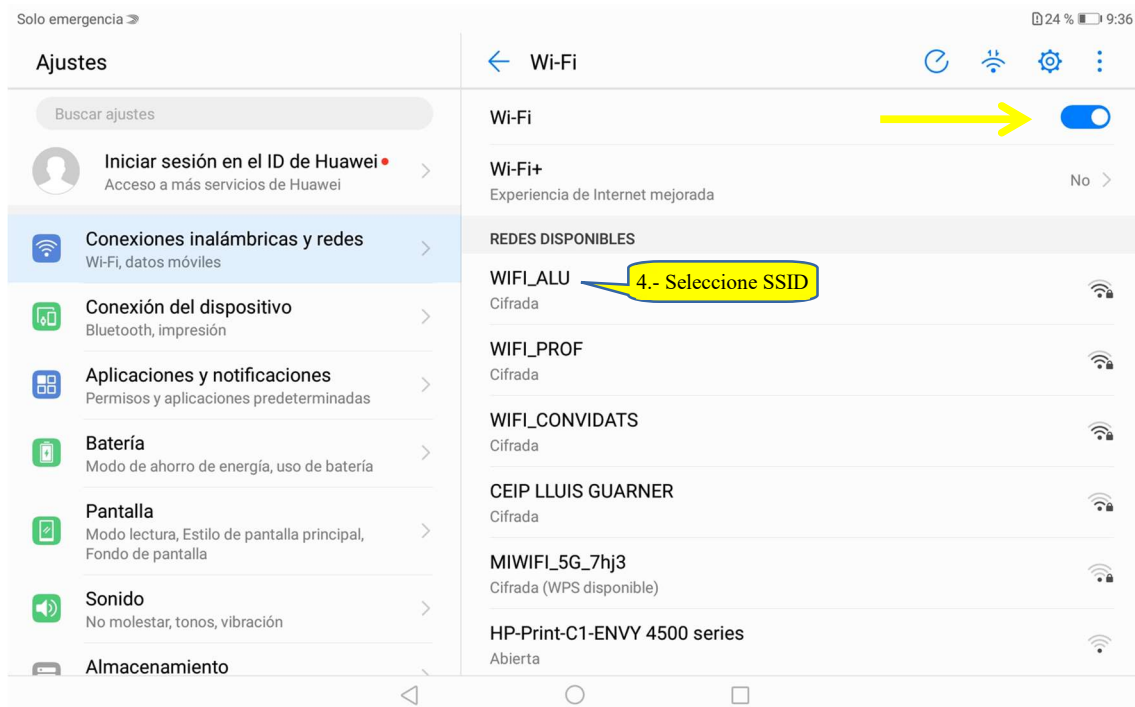 Solo emergencia
24 % 9:36
Ajustes
Buscar ajustes
Iniciar sesión en el ID de Huawei
Acceso a más servicios de Huawei
Conexiones inalámbricas y redes
Wi-Fi, datos móviles
Conexión del dispositivo
Bluetooth, impresión
Aplicaciones y notificaciones
Permisos y aplicaciones predeterminadas
Batería
Modo de ahorro de energía, uso de batería
Pantalla
Modo lectura, Estilo de pantalla principal,
Fondo de pantalla
Sonido
No molestar, tonos, vibración
Almacenamiento
Wi-Fi
Wi-Fi
Wi-Fi+
Experiencia de Internet mejorada
No
REDES DISPONIBLES
WIFI_ALU
Cifrada
4.- Seleccione SSID
WIFI_PROF
Cifrada
WIFI_CONVIDATS
Cifrada
CEIP LLUIS GUARNER
Cifrada
MIWIFI_5G_7hj3
Cifrada (WPS disponible)
HP-Print-C1-ENVY 4500 series
Abierta